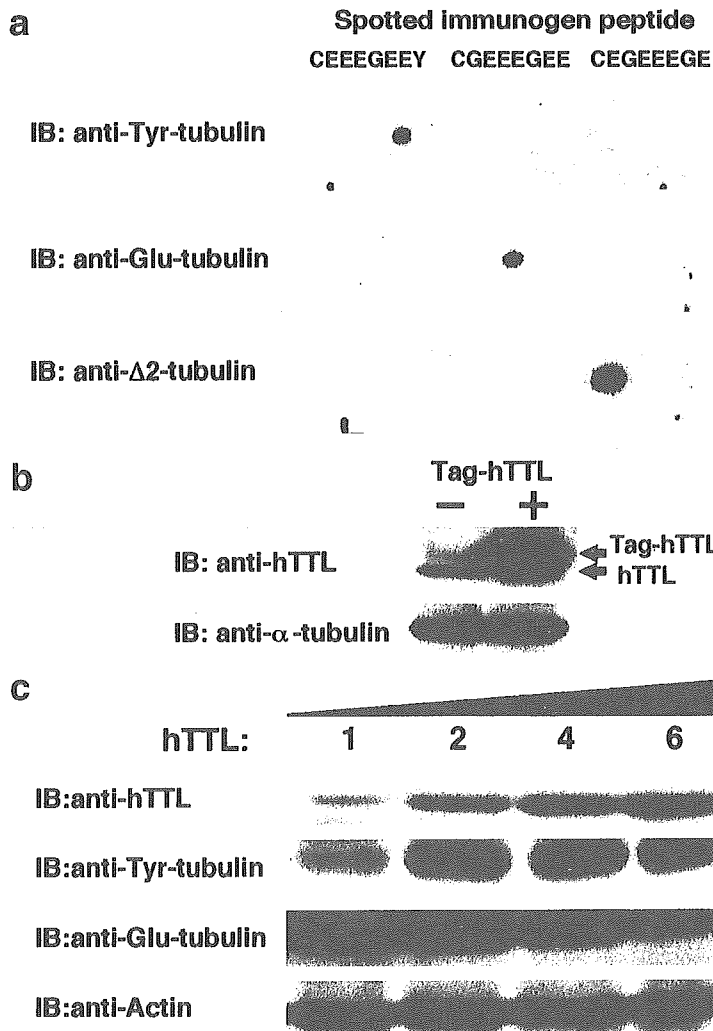 a
Spotted immunogen peptide
CEEEGEEY CGEEEGEE CEGEEEGE
IB: anti-Tyr-tubulin
IB: anti-Glu-tubulin
IB: anti-Δ2-tubulin
b
Tag-hTTL
− +
IB: anti-hTTL
Tag-hTTL
hTTL
IB: anti-α-tubulin
c
hTTL: 1 2 4 6
IB:anti-hTTL
IB:anti-Tyr-tubulin
IB:anti-Glu-tubulin
IB:anti-Actin